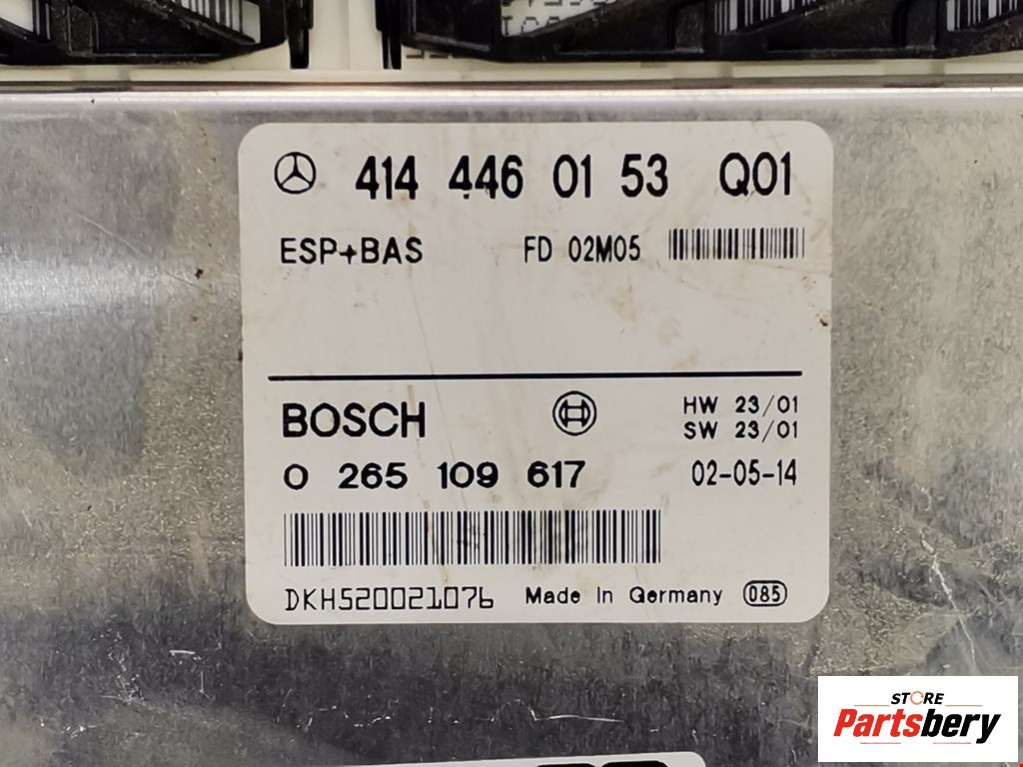 414 446 01 53 Q01
ESP+BAS FD 02M05
BOSCH HW 23/01
SW 23/01
0 265 109 617 02-05-14
DKH520021076 Made In Germany 085
STORE
Partsbery